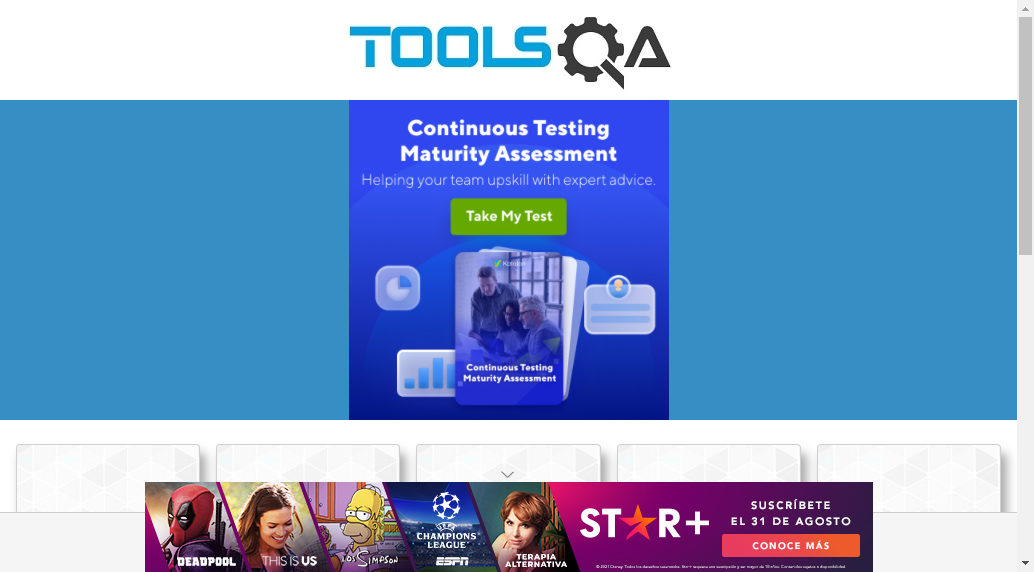 TOOLSQA
Continuous Testing
Maturity Assessment
Helping your team upskill with expert advice.
Take My Test
Katalon
Continuous Testing
Maturity Assessment
DEADPOOL
THIS IS US
LOS SIMPSON
UEFA
CHAMPIONS
LEAGUE
ESPN
TERAPIA
ALTERNATIVA
ST★R+
SUSCRÍBETE
EL 31 DE AGOSTO
CONOCE MÁS